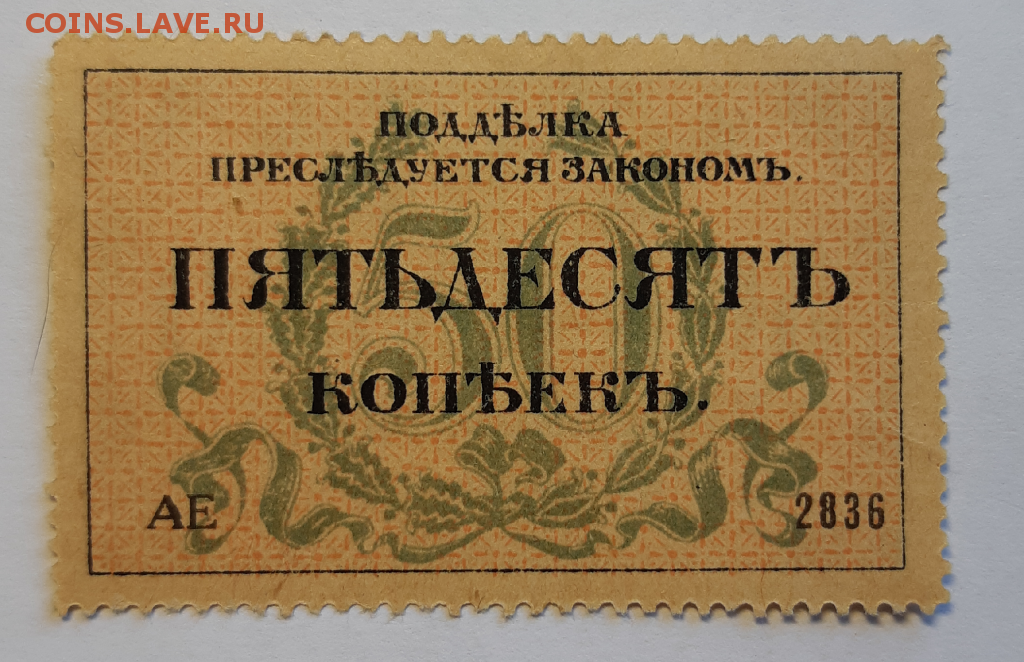 COINS.LAVE.RU
ПОДДѢЛКА
ПРЕСЛѢДУЕТСЯ ЗАКОНОМЪ.
50
ПЯТЬДЕСЯТЪ
КОПѢЕКЪ.
АЕ 2836